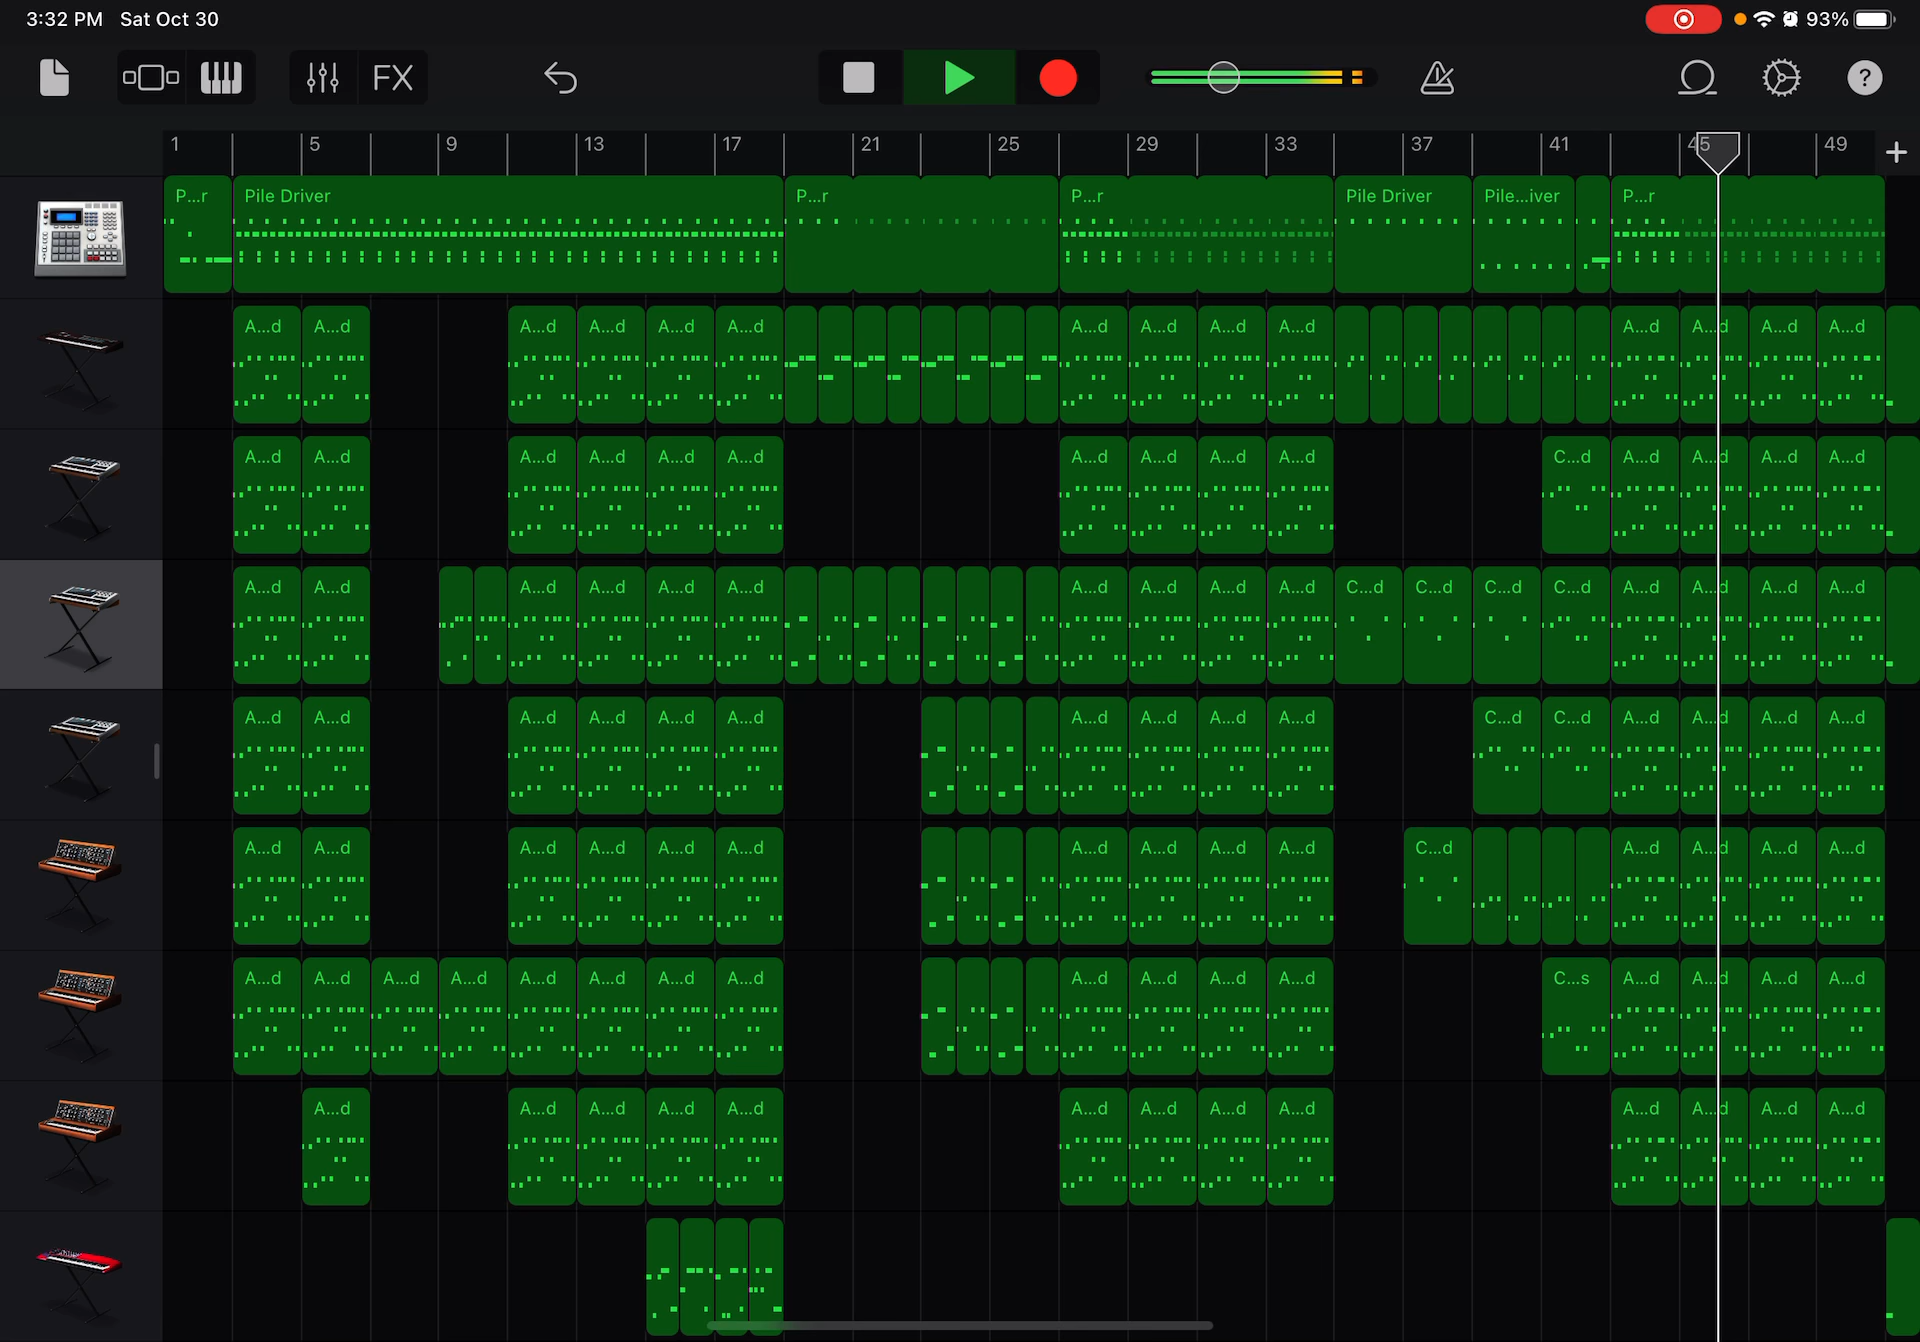 3:32 PM Sat Oct 30 93%
FX ?
1 5 9 13 17 21 25 29 33 37 41 45 49 +
P...r Pile Driver P...r P...r Pile Driver Pile...iver P...r
A...d A...d A...d A...d A...d A...d A...d A...d A...d A...d A...d A...d A...d A...d
A...d A...d A...d A...d A...d A...d A...d A...d A...d A...d C...d A...d A...d A...d A...d
A...d A...d A...d A...d A...d A...d A...d A...d A...d A...d C...d C...d C...d C...d A...d A...d A...d A...d
A...d A...d A...d A...d A...d A...d A...d A...d A...d A...d C...d C...d A...d A...d A...d A...d
A...d A...d A...d A...d A...d A...d A...d A...d A...d A...d C...d A...d A...d A...d A...d
A...d A...d A...d A...d A...d A...d A...d A...d A...d A...d A...d A...d C...s A...d A...d A...d A...d
A...d A...d A...d A...d A...d A...d A...d A...d A...d A...d A...d A...d A...d